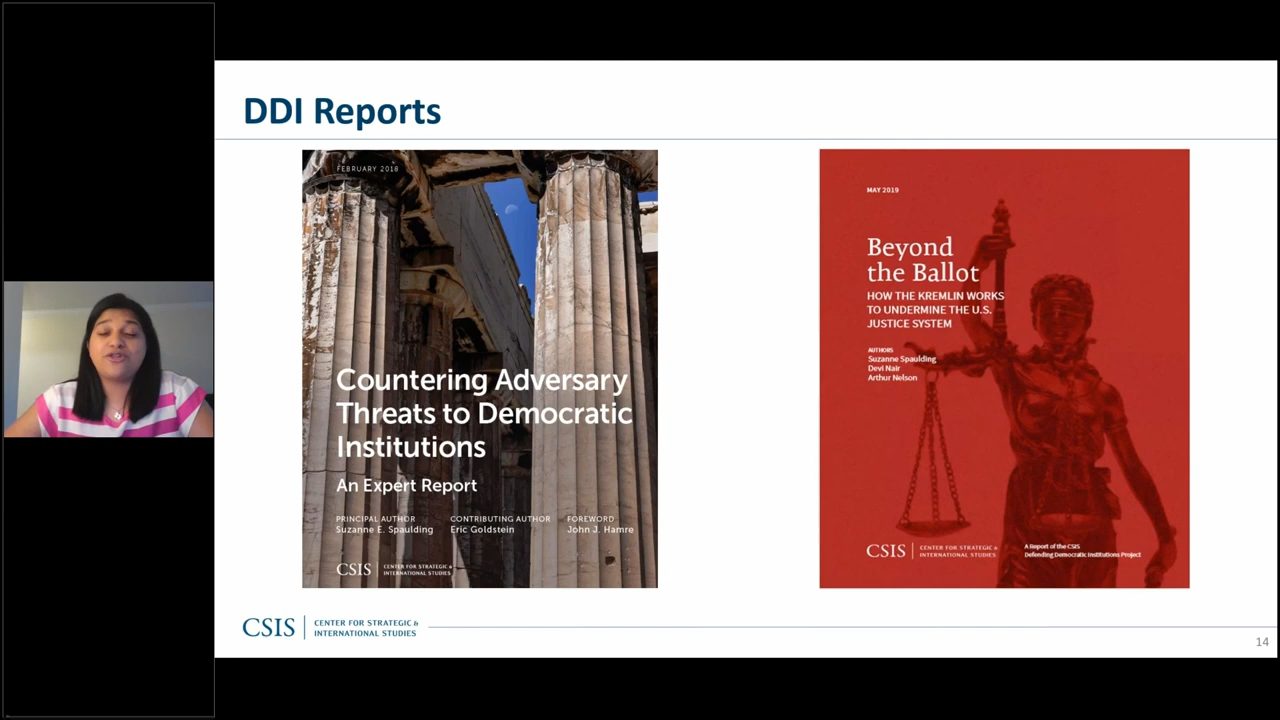 DDI Reports
FEBRUARY 2018
Countering Adversary
Threats to Democratic
Institutions
An Expert Report
PRINCIPAL AUTHOR
Suzanne E. Spaulding
CONTRIBUTING AUTHOR
Eric Goldstein
FOREWORD
John J. Hamre
CSIS
CENTER FOR STRATEGIC &
INTERNATIONAL STUDIES
MAY 2019
Beyond
the Ballot
HOW THE KREMLIN WORKS
TO UNDERMINE THE U.S.
JUSTICE SYSTEM
AUTHORS
Suzanne Spaulding
Devi Nair
Arthur Nelson
CSIS
CENTER FOR STRATEGIC &
INTERNATIONAL STUDIES
A Report of the CSIS
Defending Democratic Institutions Project
CSIS
CENTER FOR STRATEGIC &
INTERNATIONAL STUDIES
14